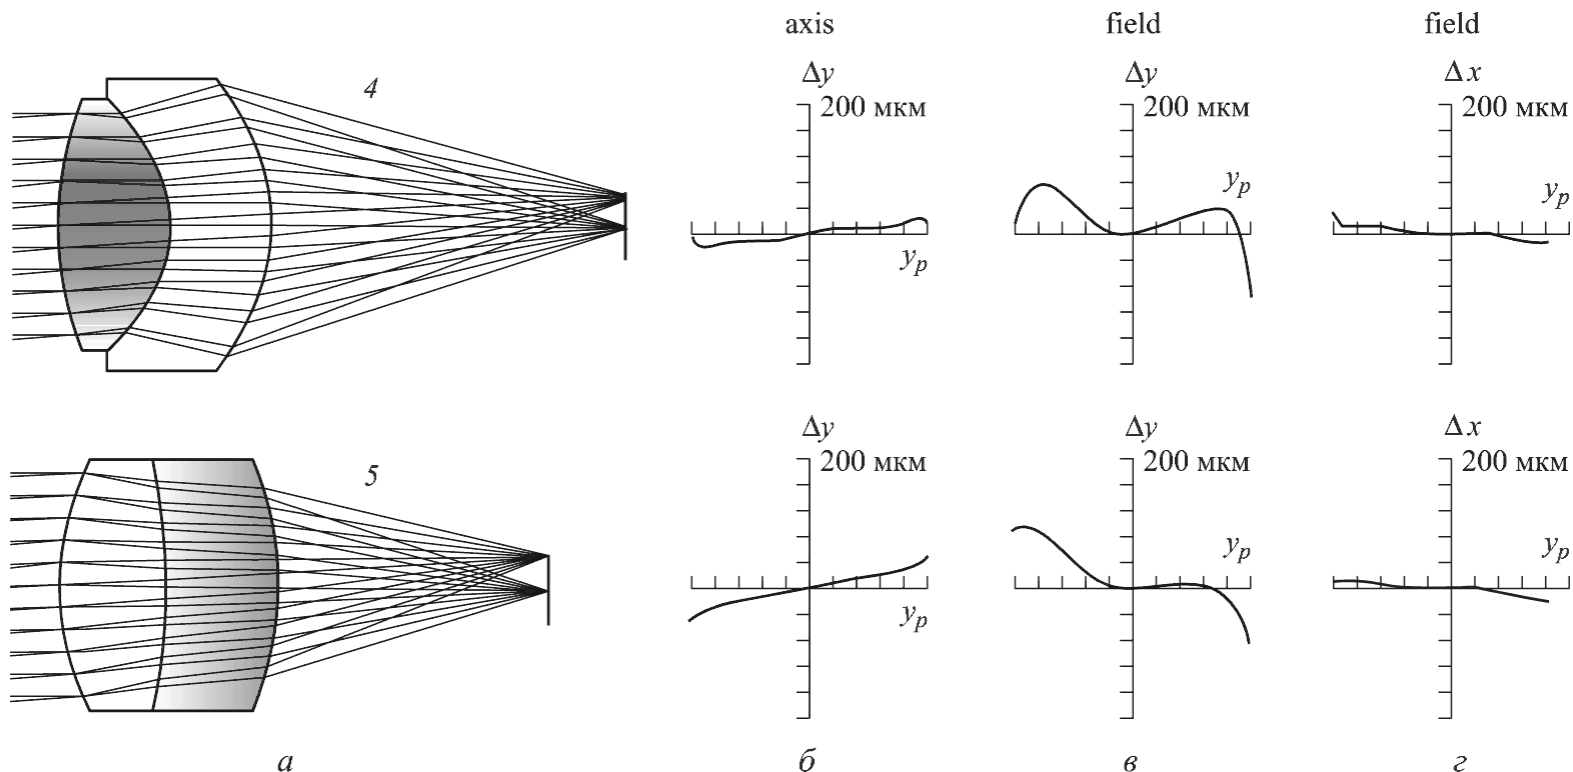 axis field field
4 Δy Δy Δx
200 мкм 200 мкм 200 мкм
y_p y_p y_p
5 Δy Δy Δx
200 мкм 200 мкм 200 мкм
y_p y_p y_p
а б в г